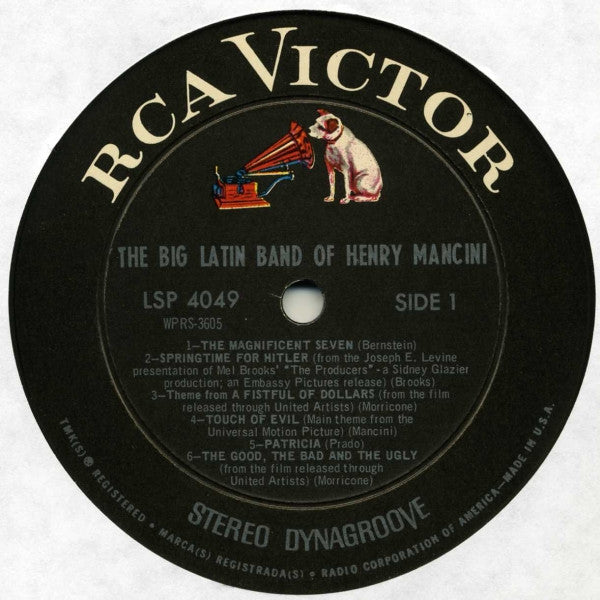 RCA VICTOR
THE BIG LATIN BAND OF HENRY MANCINI
LSP 4049
SIDE 1
WPRS-3605
1—THE MAGNIFICENT SEVEN (Bernstein)
2—SPRINGTIME FOR HITLER (from the Joseph E. Levine
presentation of Mel Brooks' "The Producers" - a Sidney Glazier
production; an Embassy Pictures release) (Brooks)
3—Theme from A FISTFUL OF DOLLARS (from the film
released through United Artists) (Morricone)
4—TOUCH OF EVIL (Main theme from the
Universal Motion Picture) (Mancini)
5—PATRICIA (Prado)
6—THE GOOD, THE BAD AND THE UGLY
(from the film released through
United Artists) (Morricone)
STEREO DYNAGROOVE
TMK(S) ® REGISTERED • MARCA(S) REGISTRADA(S) • RADIO CORPORATION OF AMERICA—MADE IN U.S.A.